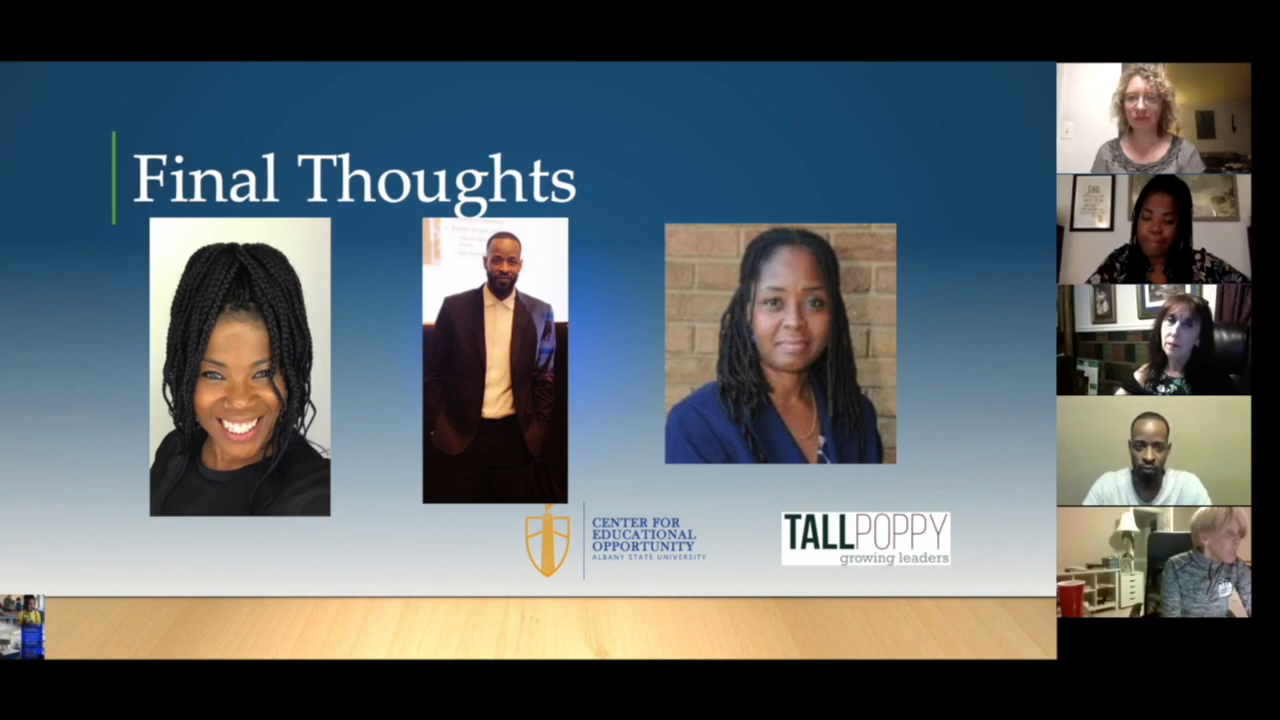 Final Thoughts
CENTER FOR
EDUCATIONAL
OPPORTUNITY
ALBANY STATE UNIVERSITY
TALLPOPPY
growing leaders